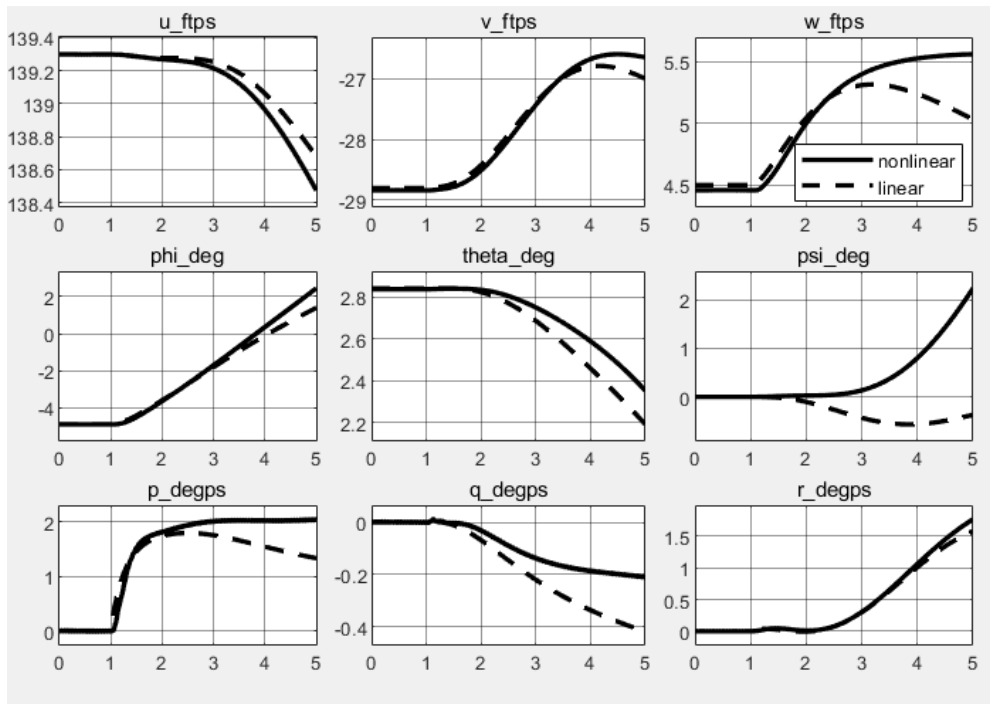 u_ftps
139.4
139.2
139
138.8
138.6
138.4
0 1 2 3 4 5
v_ftps
-27
-28
-29
0 1 2 3 4 5
w_ftps
5.5
5
4.5
nonlinear
linear
0 1 2 3 4 5
phi_deg
2
0
-2
-4
0 1 2 3 4 5
theta_deg
2.8
2.6
2.4
2.2
0 1 2 3 4 5
psi_deg
2
1
0
0 1 2 3 4 5
p_degps
2
1
0
0 1 2 3 4 5
q_degps
0
-0.2
-0.4
0 1 2 3 4 5
r_degps
1.5
1
0.5
0
0 1 2 3 4 5